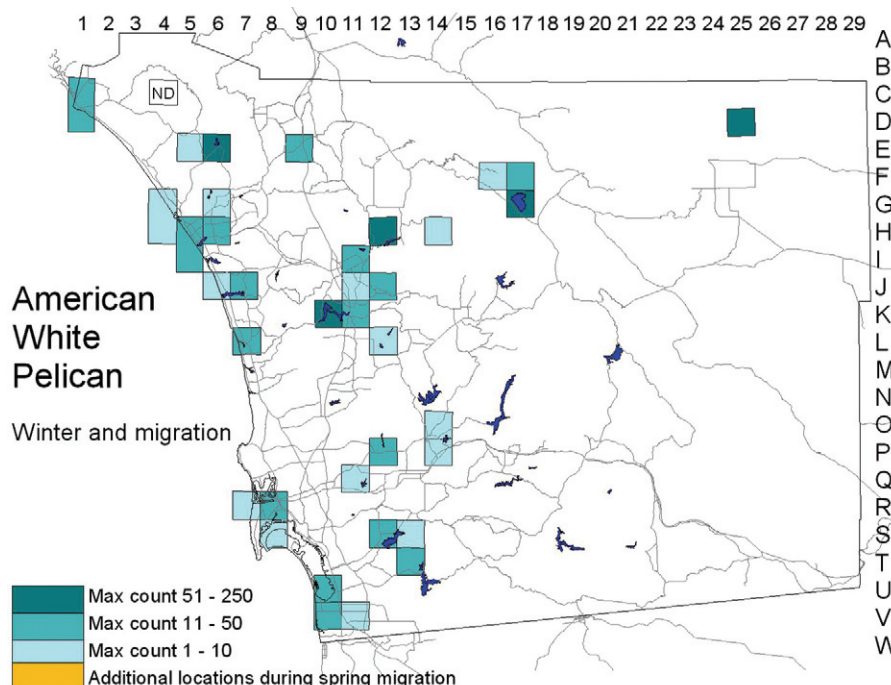 1 2 3 4 5 6 7 8 9 10 11 12 13 14 15 16 17 18 19 20 21 22 23 24 25 26 27 28 29
A
B
C
D
E
F
G
H
I
J
K
L
M
N
O
P
Q
R
S
T
U
V
W
ND
American
White
Pelican
Winter and migration
Max count 51 - 250
Max count 11 - 50
Max count 1 - 10
Additional locations during spring migration